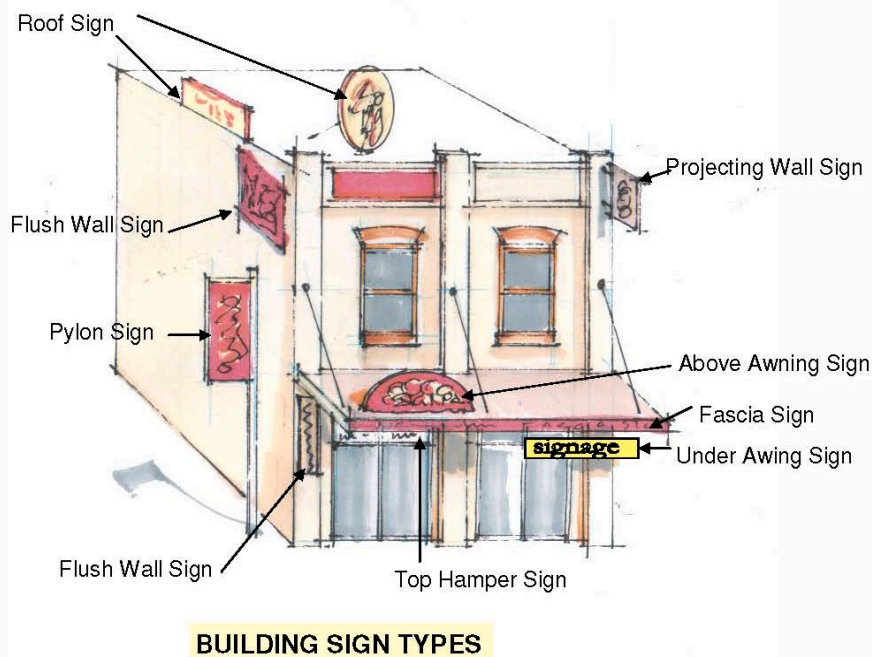 Roof Sign
Projecting Wall Sign
Flush Wall Sign
Pylon Sign
Above Awning Sign
Fascia Sign
signage
Under Awing Sign
Flush Wall Sign
Top Hamper Sign
BUILDING SIGN TYPES